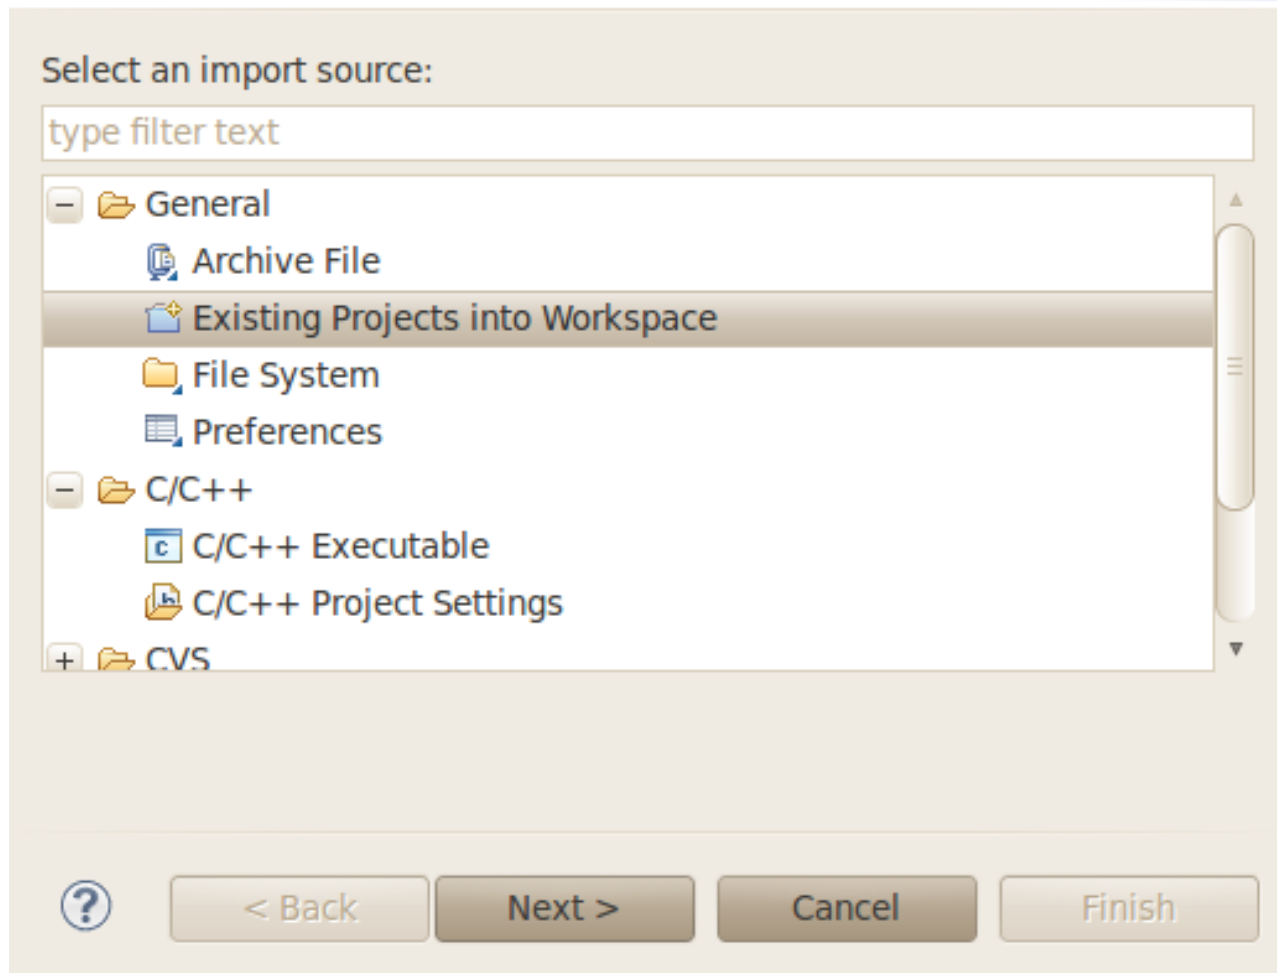 Select an import source:
type filter text
General
Archive File
Existing Projects into Workspace
File System
Preferences
C/C++
C/C++ Executable
C/C++ Project Settings
CVS
< Back Next > Cancel Finish